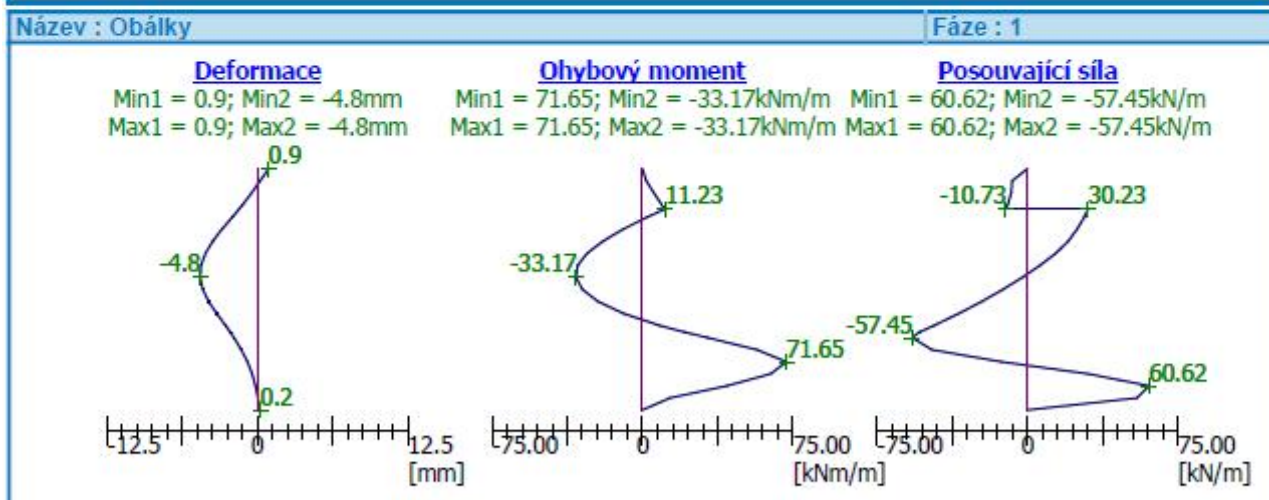 Název : Obálky Fáze : 1
Deformace Ohybový moment Posouvající síla
Min1 = 0.9; Min2 = -4.8mm Min1 = 71.65; Min2 = -33.17kNm/m Min1 = 60.62; Min2 = -57.45kN/m
Max1 = 0.9; Max2 = -4.8mm Max1 = 71.65; Max2 = -33.17kNm/m Max1 = 60.62; Max2 = -57.45kN/m
0.9
11.23 -10.73 30.23
-4.8 -33.17
-57.45
71.65
60.62
0.2
-12.5 0 12.5 -75.00 0 75.00 -75.00 0 75.00
[mm] [kNm/m] [kN/m]